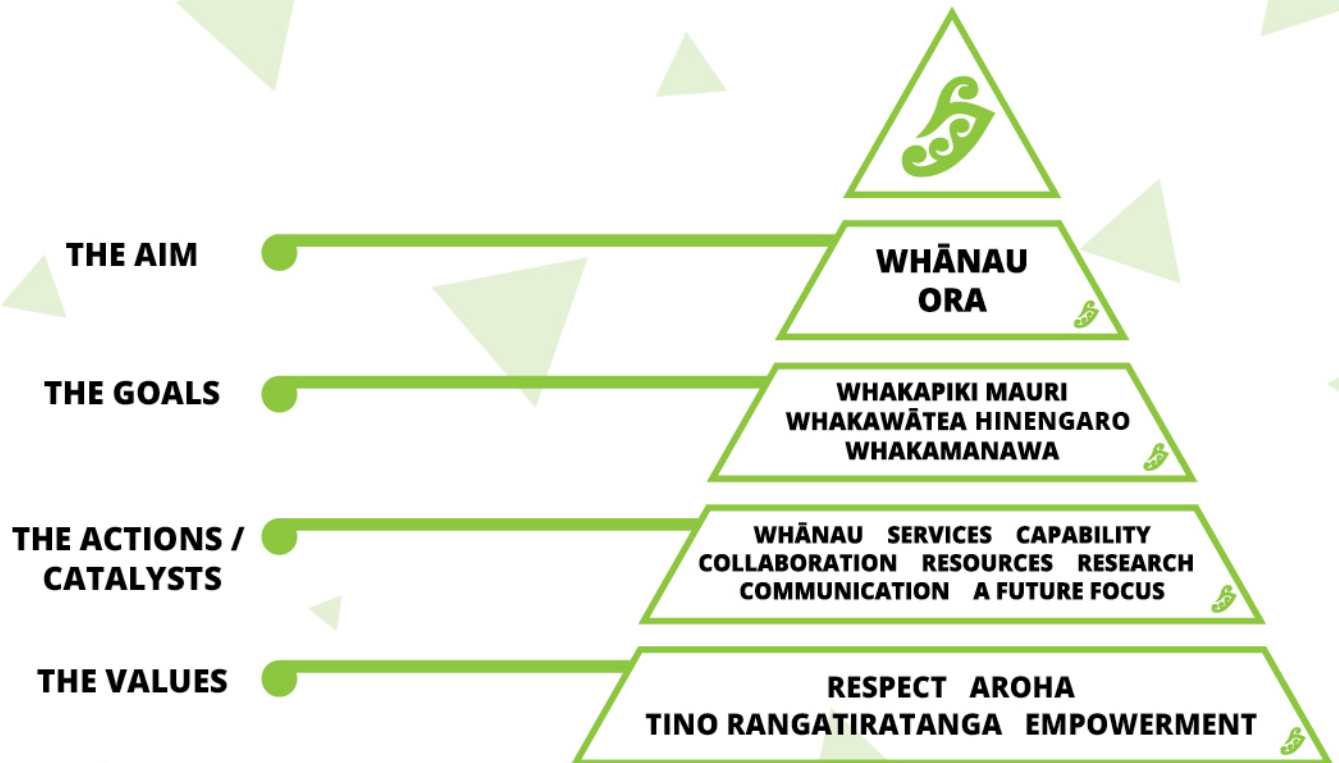 THE AIM
WHĀNAU
ORA
THE GOALS
WHAKAPIKI MAURI
WHAKAWĀTEA HINENGARO
WHAKAMANAWA
THE ACTIONS /
CATALYSTS
WHĀNAU SERVICES CAPABILITY
COLLABORATION RESOURCES RESEARCH
COMMUNICATION A FUTURE FOCUS
THE VALUES
RESPECT AROHA
TINO RANGATIRATANGA EMPOWERMENT